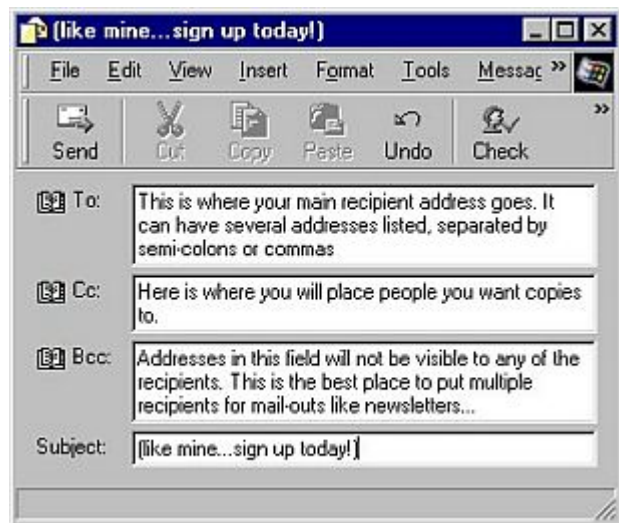 (like mine...sign up today!)
File Edit View Insert Format Tools Messag »
Send Cut Copy Paste Undo Check »
To: This is where your main recipient address goes. It
can have several addresses listed, separated by
semi-colons or commas
Cc: Here is where you will place people you want copies
to.
Bcc: Addresses in this field will not be visible to any of the
recipients. This is the best place to put multiple
recipients for mail-outs like newsletters...
Subject: (like mine...sign up today!)